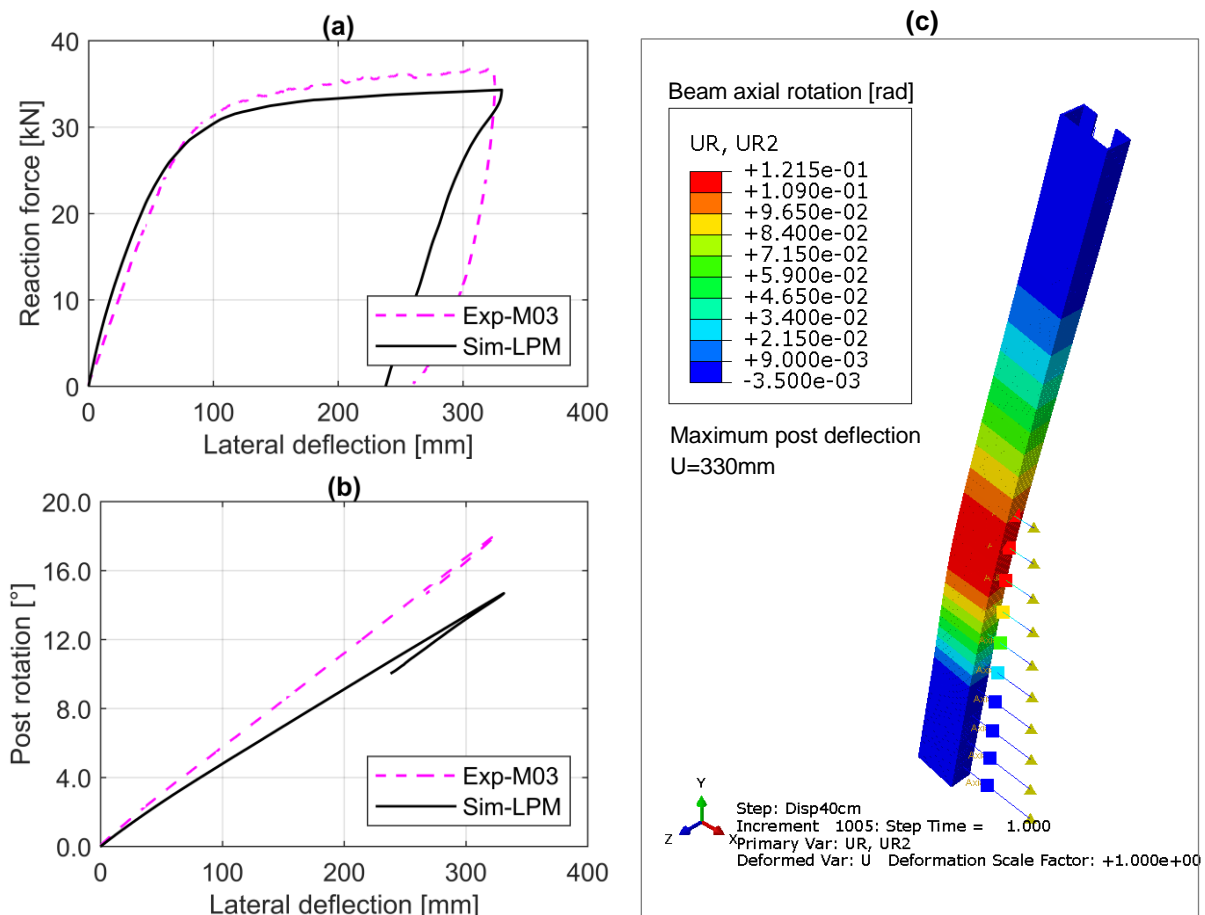 (a)
40
30
20
10
0
Reaction force [kN]
0 100 200 300 400
Lateral deflection [mm]
Exp-M03
Sim-LPM
(b)
20.0
16.0
12.0
8.0
4.0
0.0
Post rotation [°]
0 100 200 300 400
Lateral deflection [mm]
Exp-M03
Sim-LPM
(c)
Beam axial rotation [rad]
UR, UR2
+1.215e-01
+1.090e-01
+9.650e-02
+8.400e-02
+7.150e-02
+5.900e-02
+4.650e-02
+3.400e-02
+2.150e-02
+9.000e-03
-3.500e-03
Maximum post deflection
U=330mm
Y
Z
X
Step: Disp40cm
Increment 1005: Step Time = 1.000
Primary Var: UR, UR2
Deformed Var: U Deformation Scale Factor: +1.000e+00